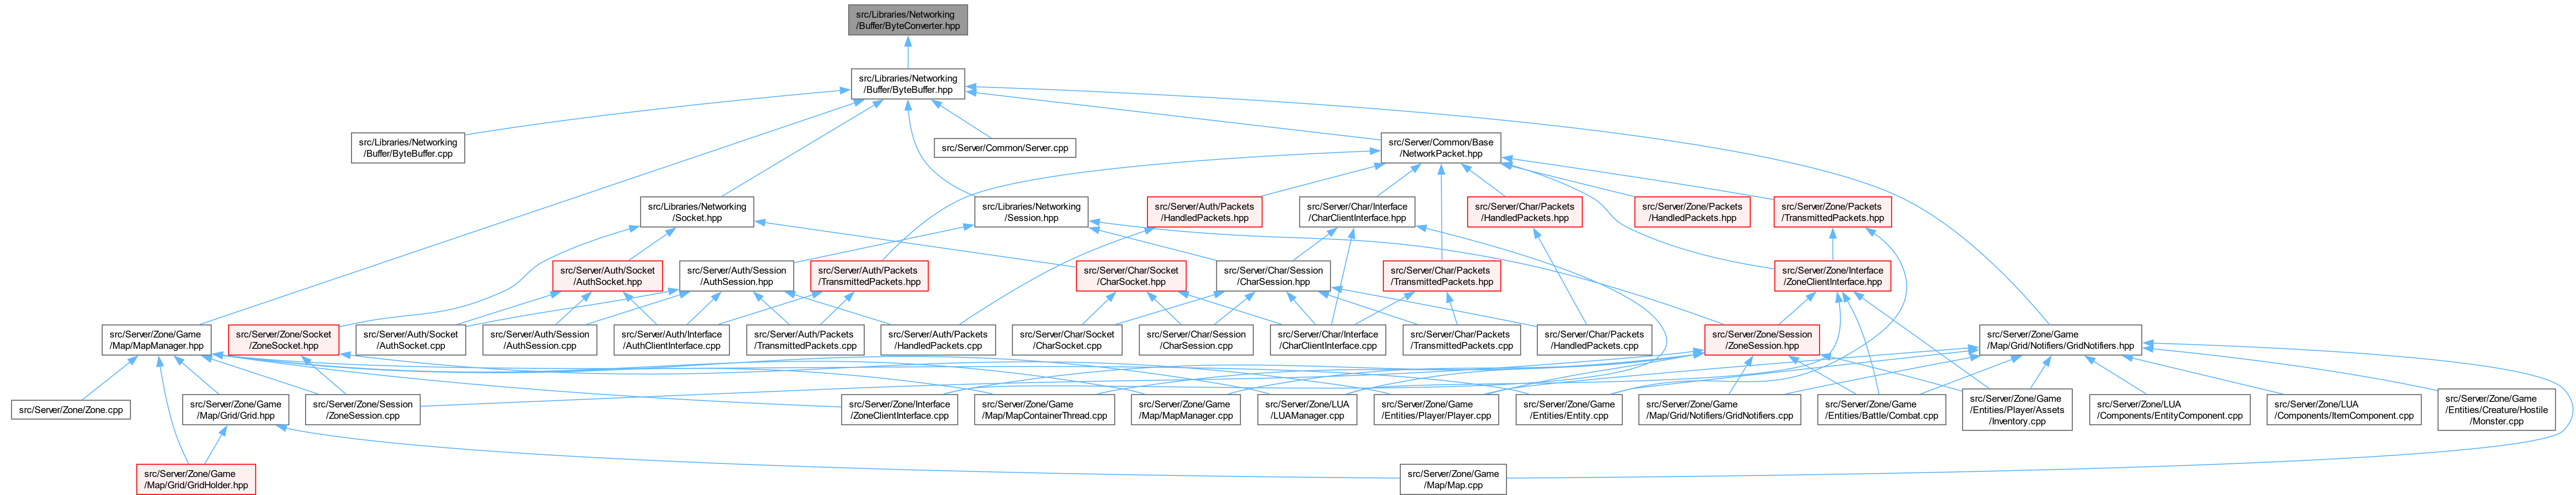 src/Libraries/Networking
/Buffer/ByteConverter.hpp
src/Libraries/Networking
/Buffer/ByteBuffer.hpp
src/Libraries/Networking
/Buffer/ByteBuffer.cpp
src/Server/Common/Server.cpp
src/Server/Common/Base
/NetworkPacket.hpp
src/Libraries/Networking
/Socket.hpp
src/Libraries/Networking
/Session.hpp
src/Server/Auth/Packets
/HandledPackets.hpp
src/Server/Char/Interface
/CharClientInterface.hpp
src/Server/Char/Packets
/HandledPackets.hpp
src/Server/Zone/Packets
/HandledPackets.hpp
src/Server/Zone/Packets
/TransmittedPackets.hpp
src/Server/Auth/Socket
/AuthSocket.hpp
src/Server/Auth/Session
/AuthSession.hpp
src/Server/Auth/Packets
/TransmittedPackets.hpp
src/Server/Char/Socket
/CharSocket.hpp
src/Server/Char/Session
/CharSession.hpp
src/Server/Char/Packets
/TransmittedPackets.hpp
src/Server/Zone/Interface
/ZoneClientInterface.hpp
src/Server/Zone/Game
/Map/MapManager.hpp
src/Server/Zone/Socket
/ZoneSocket.hpp
src/Server/Auth/Socket
/AuthSocket.cpp
src/Server/Auth/Session
/AuthSession.cpp
src/Server/Auth/Interface
/AuthClientInterface.cpp
src/Server/Auth/Packets
/TransmittedPackets.cpp
src/Server/Auth/Packets
/HandledPackets.cpp
src/Server/Char/Socket
/CharSocket.cpp
src/Server/Char/Session
/CharSession.cpp
src/Server/Char/Interface
/CharClientInterface.cpp
src/Server/Char/Packets
/TransmittedPackets.cpp
src/Server/Char/Packets
/HandledPackets.cpp
src/Server/Zone/Session
/ZoneSession.hpp
src/Server/Zone/Game
/Map/Grid/Notifiers/GridNotifiers.hpp
src/Server/Zone/Zone.cpp
src/Server/Zone/Game
/Map/Grid/Grid.hpp
src/Server/Zone/Session
/ZoneSession.cpp
src/Server/Zone/Interface
/ZoneClientInterface.cpp
src/Server/Zone/Game
/Map/MapContainerThread.cpp
src/Server/Zone/Game
/Map/MapManager.cpp
src/Server/Zone/LUA
/LUAManager.cpp
src/Server/Zone/Game
/Entities/Player/Player.cpp
src/Server/Zone/Game
/Entities/Entity.cpp
src/Server/Zone/Game
/Map/Grid/Notifiers/GridNotifiers.cpp
src/Server/Zone/Game
/Entities/Battle/Combat.cpp
src/Server/Zone/Game
/Entities/Player/Assets
/Inventory.cpp
src/Server/Zone/LUA
/Components/EntityComponent.cpp
src/Server/Zone/LUA
/Components/ItemComponent.cpp
src/Server/Zone/Game
/Entities/Creature/Hostile
/Monster.cpp
src/Server/Zone/Game
/Map/Grid/GridHolder.hpp
src/Server/Zone/Game
/Map/Map.cpp